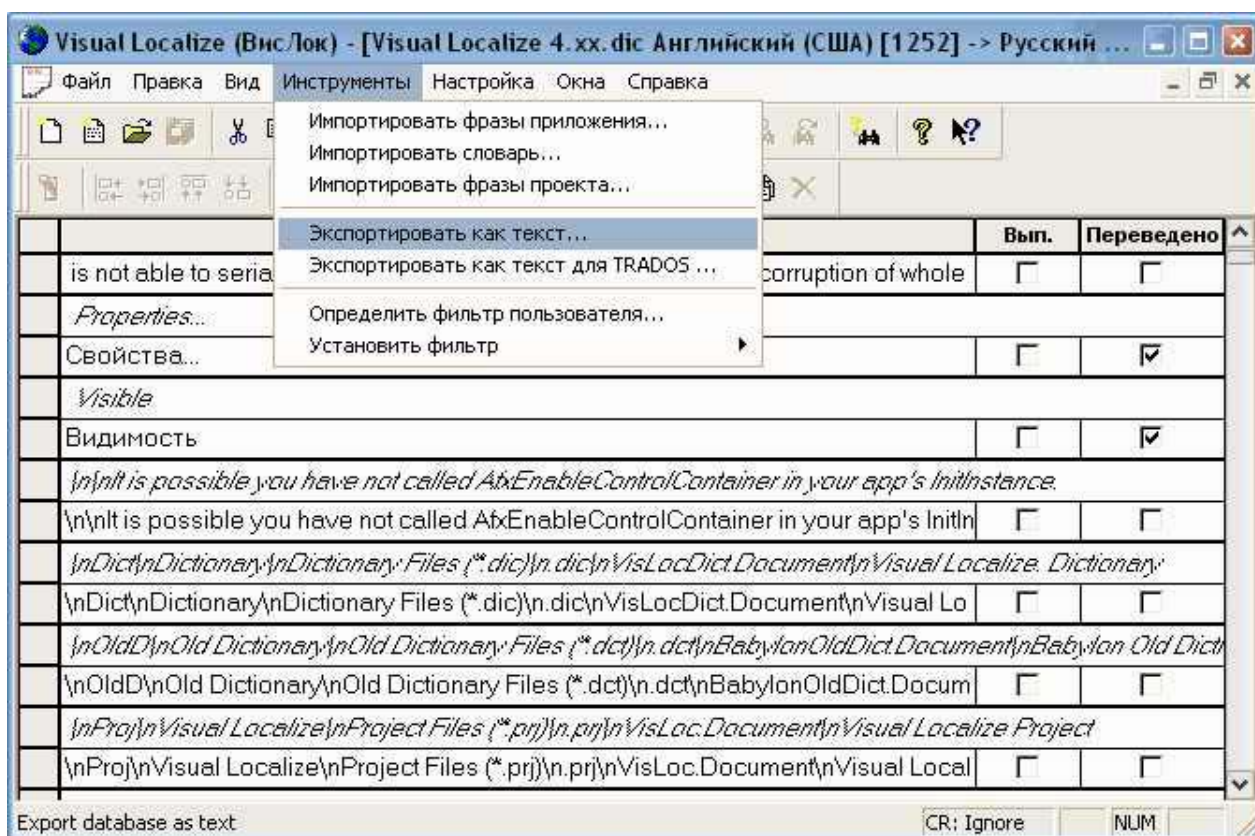 Visual Localize (ВисЛок) - [Visual Localize 4.xx.dic Английский (США) [1252] -> Русский ...
Файл Правка Вид Инструменты Настройка Окна Справка
Импортировать фразы приложения...
Импортировать словарь...
Импортировать фразы проекта...
Экспортировать как текст...
Экспортировать как текст для TRADOS ...
Определить фильтр пользователя...
Установить фильтр
Вып. Переведено
is not able to seria corruption of whole
Properties...
Свойства...
Visible
Видимость
\n\nIt is possible you have not called AfxEnableControlContainer in your app's InitInstance.
\n\nIt is possible you have not called AfxEnableControlContainer in your app's InitIn
\nDict\nDictionary\nDictionary Files (*.dic)\n.dic\nVisLocDict.Document\nVisual Localize. Dictionary
\nDict\nDictionary\nDictionary Files (*.dic)\n.dic\nVisLocDict.Document\nVisual Lo
\nOldD\nOld Dictionary\nOld Dictionary Files (*.dct)\n.dct\nBabylonOldDict.Document\nBabylon Old Dicti
\nOldD\nOld Dictionary\nOld Dictionary Files (*.dct)\n.dct\nBabylonOldDict.Docum
\nProj\nVisual Localize\nProject Files (*.prj)\n.prj\nVisLoc.Document\nVisual Localize Project
\nProj\nVisual Localize\nProject Files (*.prj)\n.prj\nVisLoc.Document\nVisual Local
Export database as text CR: Ignore NUM